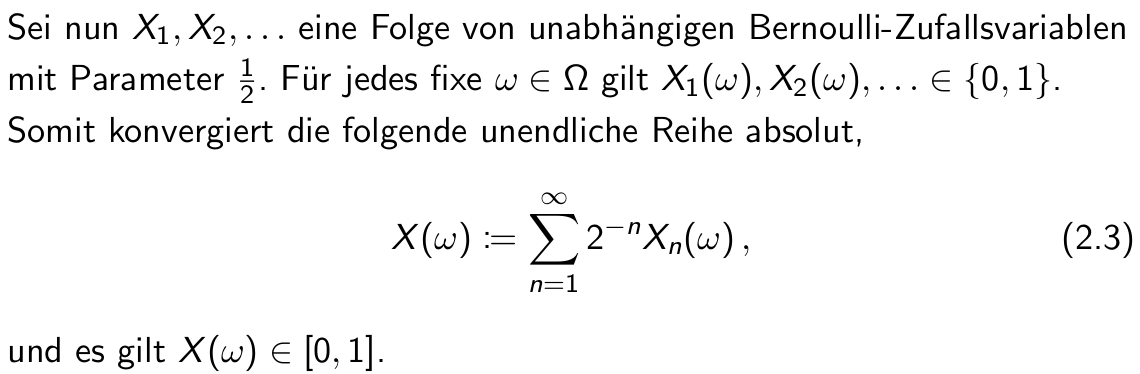 Sei nun X₁, X₂, . . . eine Folge von unabhängigen Bernoulli-Zufallsvariablen
mit Parameter 1/2. Für jedes fixe ω ∈ Ω gilt X₁(ω), X₂(ω), . . . ∈ {0, 1}.
Somit konvergiert die folgende unendliche Reihe absolut,
X(ω) := ∑_{n=1}^{∞} 2⁻ⁿXₙ(ω) , (2.3)
und es gilt X(ω) ∈ [0, 1].